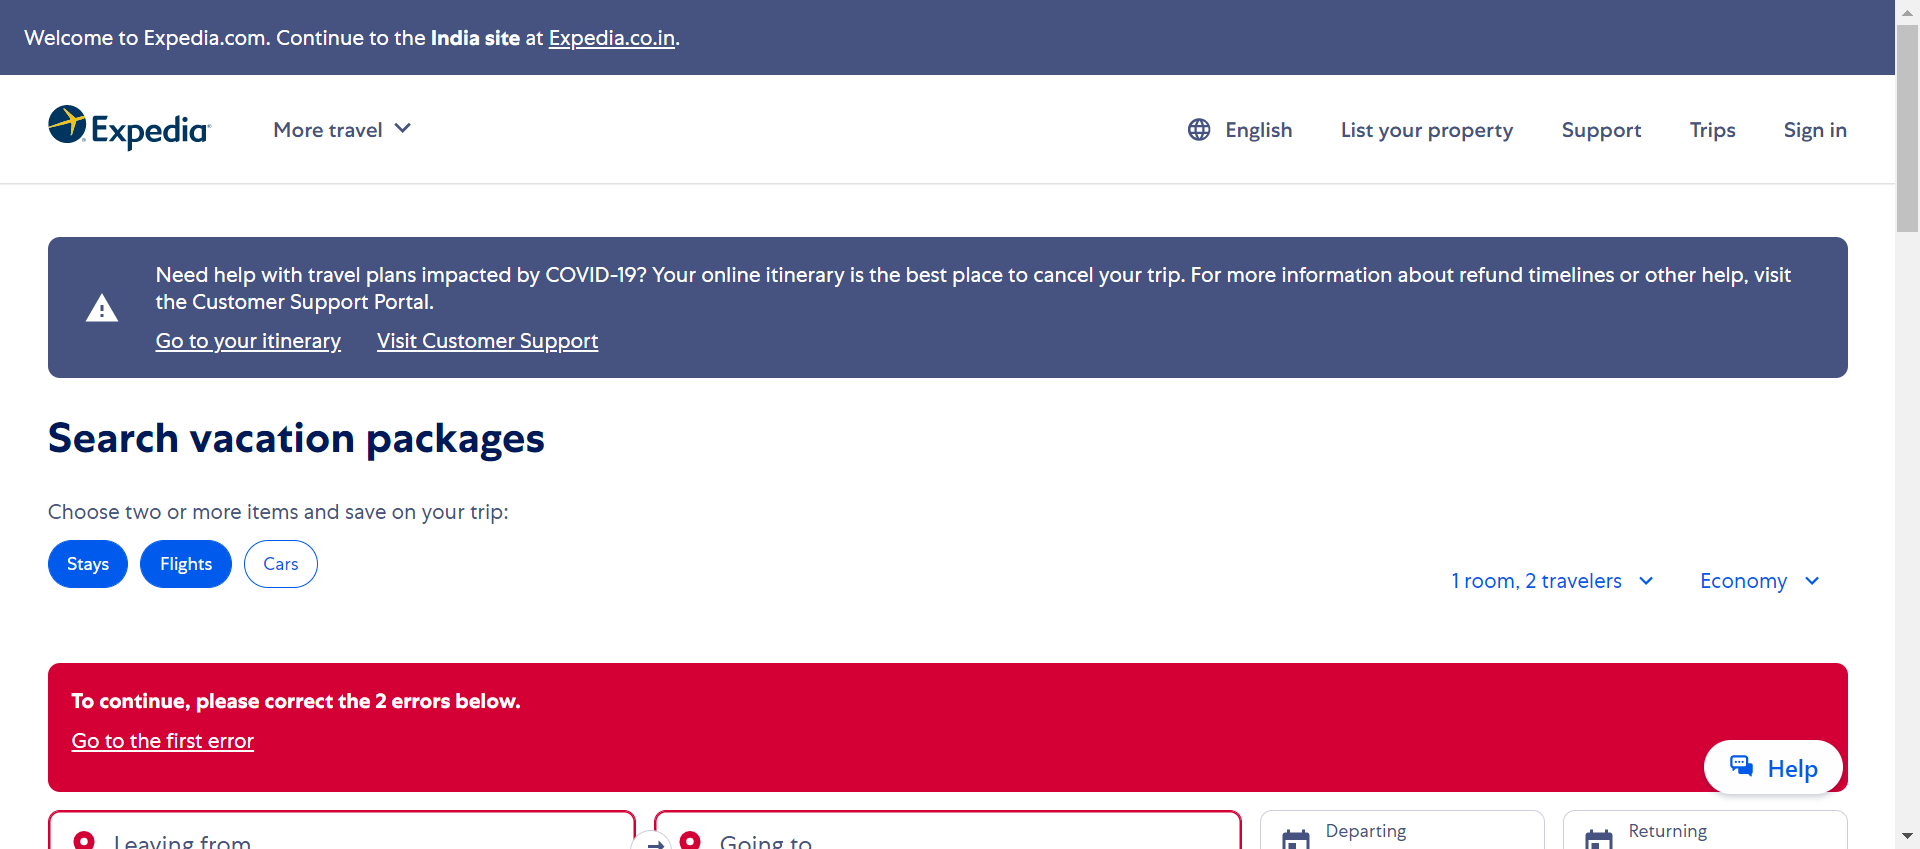 Welcome to Expedia.com. Continue to the India site at Expedia.co.in.
Expedia
More travel
English
List your property
Support
Trips
Sign in
Need help with travel plans impacted by COVID-19? Your online itinerary is the best place to cancel your trip. For more information about refund timelines or other help, visit
the Customer Support Portal.
Go to your itinerary
Visit Customer Support
Search vacation packages
Choose two or more items and save on your trip:
Stays
Flights
Cars
1 room, 2 travelers
Economy
To continue, please correct the 2 errors below.
Go to the first error
Help
Leaving from
Going to
Departing
Returning